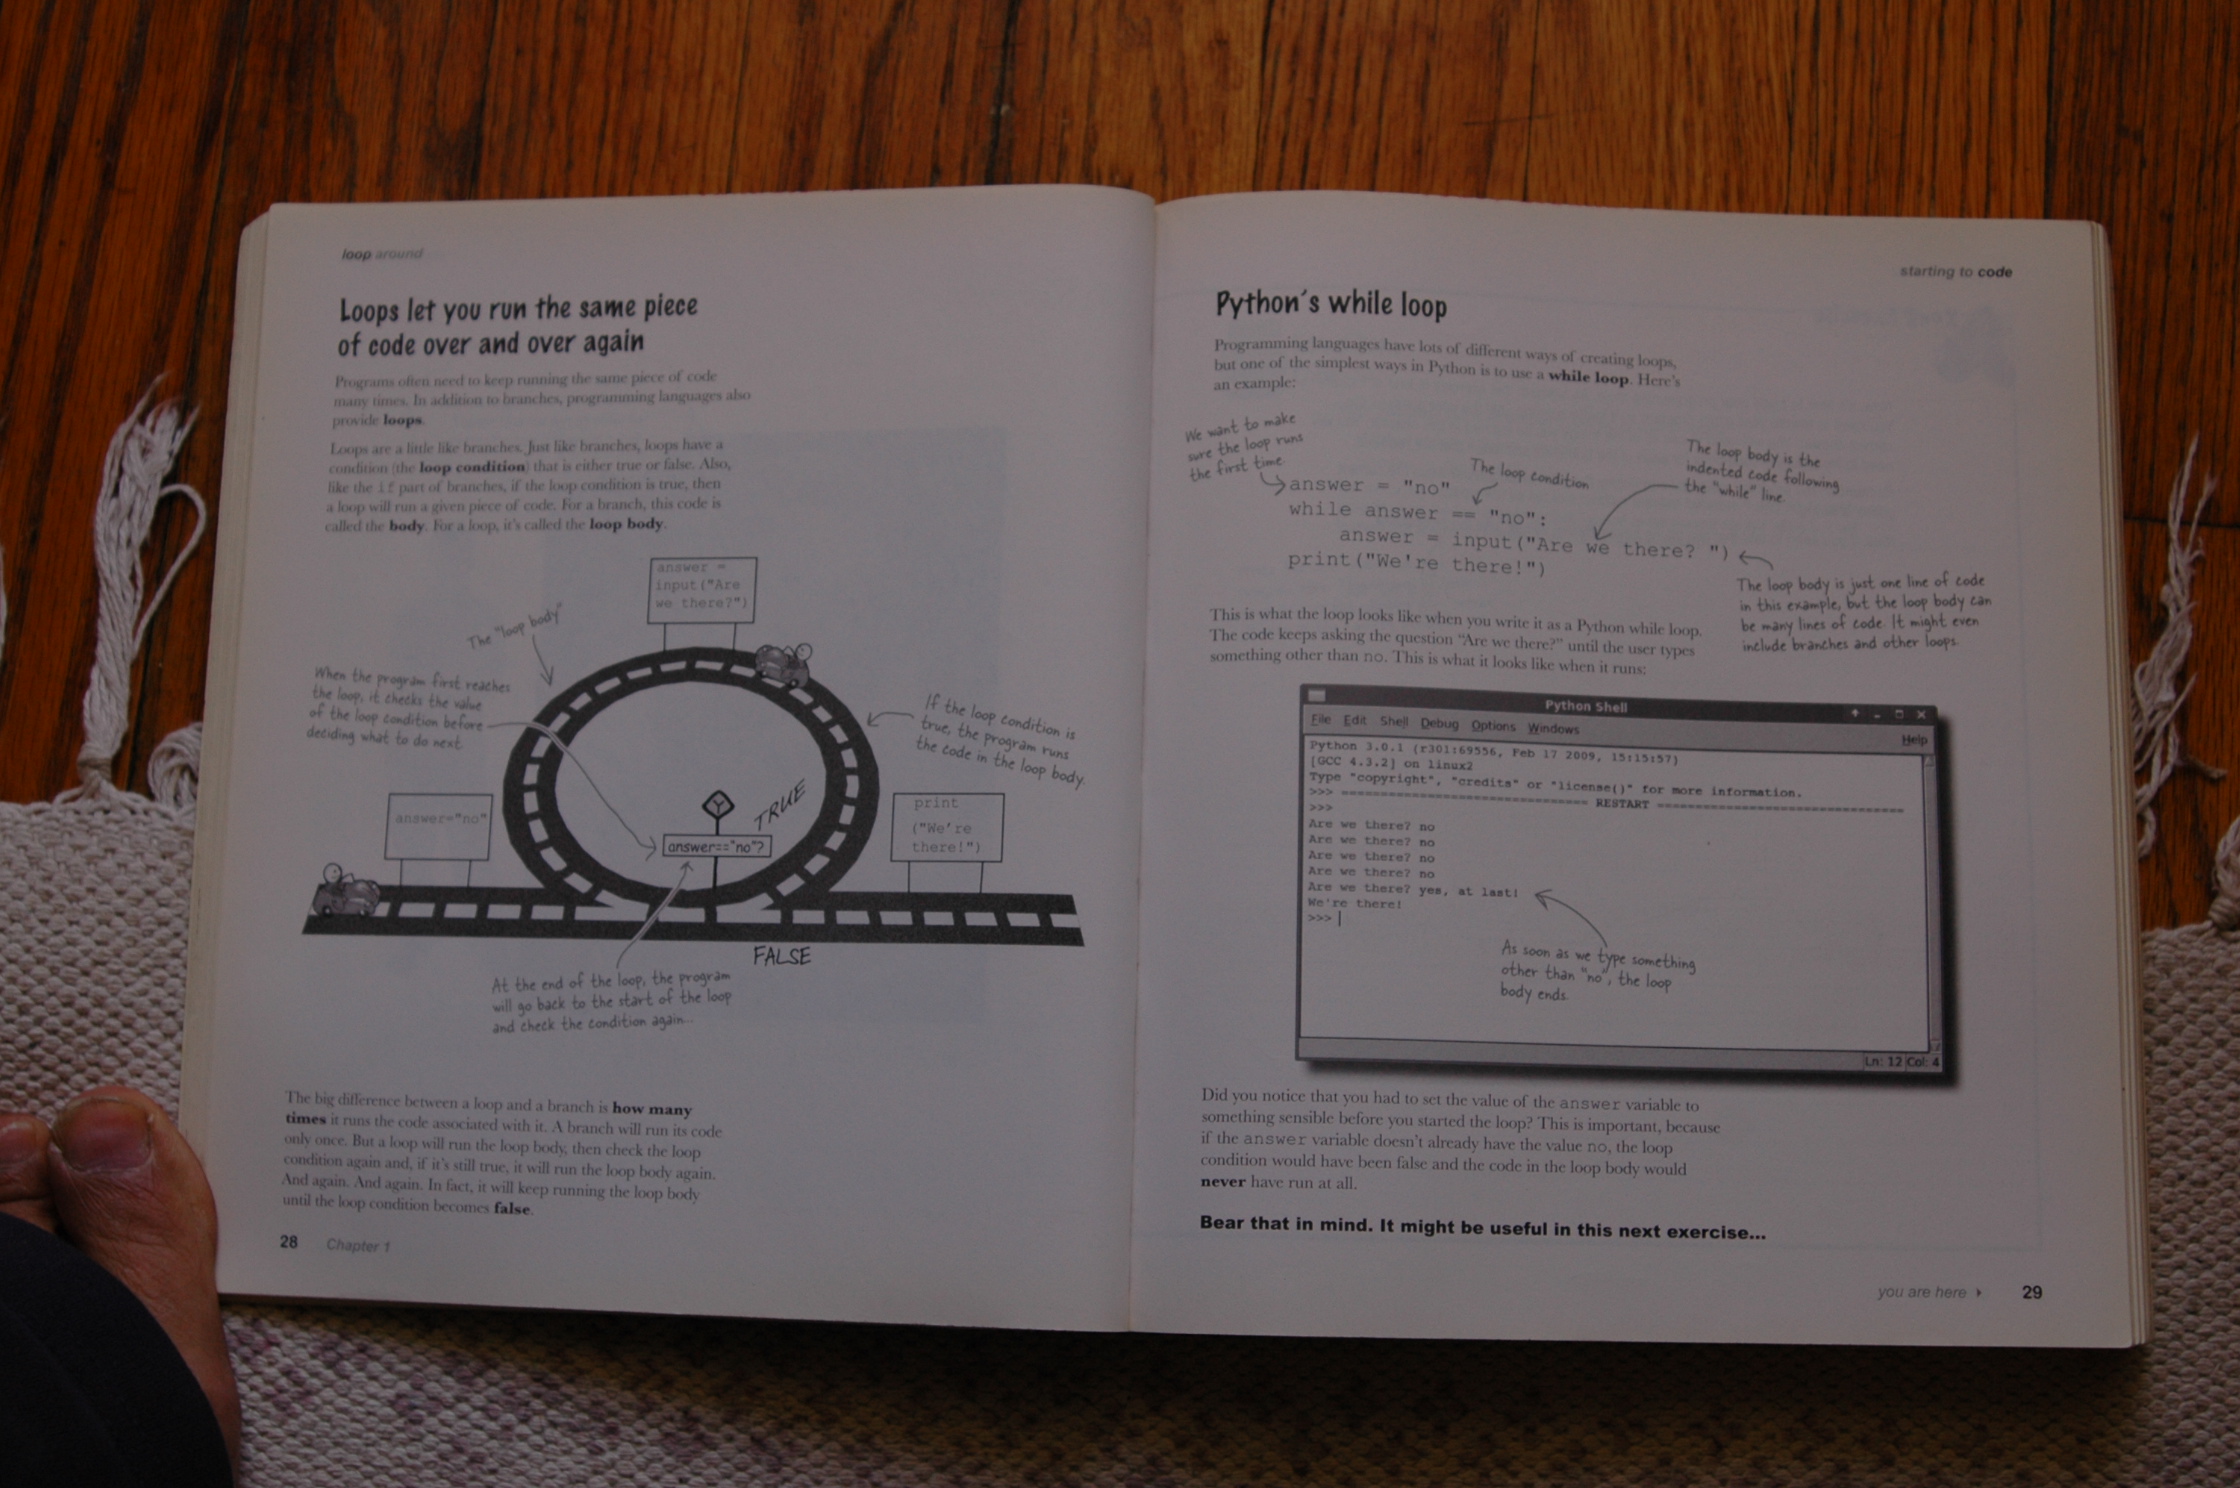 loop around
Loops let you run the same piece
of code over and over again
Programs often need to keep running the same piece of code
many times. In addition to branches, programming languages also
provide loops.
Loops are a little like branches. Just like branches, loops have a
condition (the loop condition) that is either true or false. Also,
like the if part of branches, if the loop condition is true, then
a loop will run a given piece of code. For a branch, this code is
called the body. For a loop, it's called the loop body.
answer =
input("Are
we there?")
The "loop body"
If the loop condition is
true, the program runs
the code in the loop body.
When the program first reaches
the loop, it checks the value
of the loop condition before
deciding what to do next.
TRUE
Y
answer=="no"?
answer="no"
print
("We're
there!")
FALSE
At the end of the loop, the program
will go back to the start of the loop
and check the condition again...
The big difference between a loop and a branch is how many
times it runs the code associated with it. A branch will run its code
only once. But a loop will run the loop body, then check the loop
condition again and, if it's still true, it will run the loop body again.
And again. And again. In fact, it will keep running the loop body
until the loop condition becomes false.
28 Chapter 1
starting to code
Python's while loop
Programming languages have lots of different ways of creating loops,
but one of the simplest ways in Python is to use a while loop. Here's
an example:
We want to make
sure the loop runs
the first time
The loop condition
The loop body is the
indented code following
the "while" line.
answer = "no"
while answer == "no":
answer = input("Are we there? ")
print("We're there!")
The loop body is just one line of code
in this example, but the loop body can
be many lines of code. It might even
include branches and other loops.
This is what the loop looks like when you write it as a Python while loop.
The code keeps asking the question "Are we there?" until the user types
something other than no. This is what it looks like when it runs:
Python Shell
File Edit Shell Debug Options Windows Help
Python 3.0.1 (r301:69556, Feb 17 2009, 15:15:57)
[GCC 4.3.2] on linux2
Type "copyright", "credits" or "license()" for more information.
>>> ================================ RESTART ================================
>>>
Are we there? no
Are we there? no
Are we there? no
Are we there? no
Are we there? yes, at last!
We're there!
>>>
As soon as we type something
other than "no", the loop
body ends.
Ln: 12 Col: 4
Did you notice that you had to set the value of the answer variable to
something sensible before you started the loop? This is important, because
if the answer variable doesn't already have the value no, the loop
condition would have been false and the code in the loop body would
never have run at all.
Bear that in mind. It might be useful in this next exercise...
you are here 29